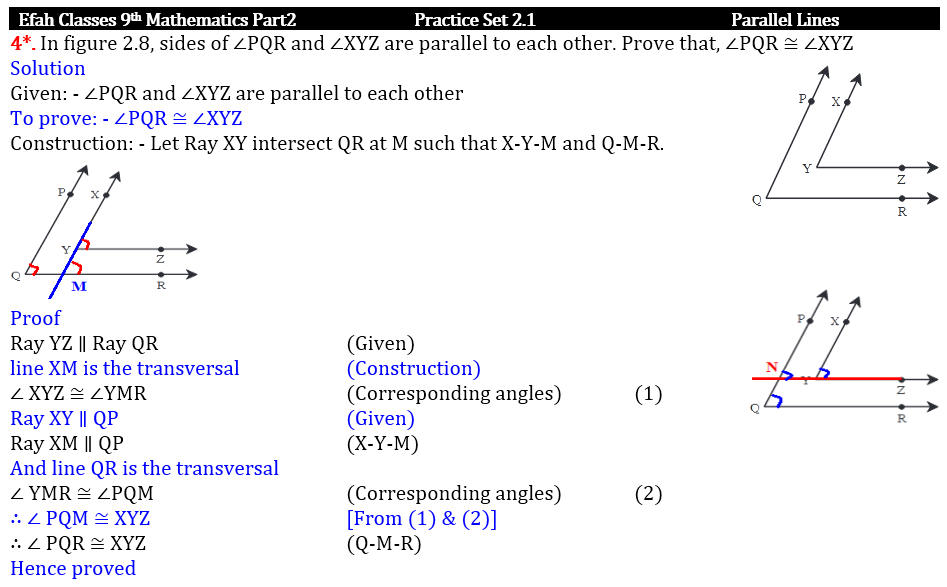 Efah Classes 9th Mathematics Part2 Practice Set 2.1 Parallel Lines
4*. In figure 2.8, sides of ∠PQR and ∠XYZ are parallel to each other. Prove that, ∠PQR ≅ ∠XYZ
Solution
Given: - ∠PQR and ∠XYZ are parallel to each other
To prove: - ∠PQR ≅ ∠XYZ
Construction: - Let Ray XY intersect QR at M such that X-Y-M and Q-M-R.
P X
Y
Z
Q
R
P X
Y
Z
Q
M R
Proof
Ray YZ ∥ Ray QR (Given)
line XM is the transversal (Construction)
∠ XYZ ≅ ∠YMR (Corresponding angles) (1)
Ray XY ∥ QP (Given)
Ray XM ∥ QP (X-Y-M)
And line QR is the transversal
∠ YMR ≅ ∠PQM (Corresponding angles) (2)
∴ ∠ PQM ≅ XYZ [From (1) & (2)]
∴ ∠ PQR ≅ XYZ (Q-M-R)
Hence proved
P X
N
Y
Z
Q
R